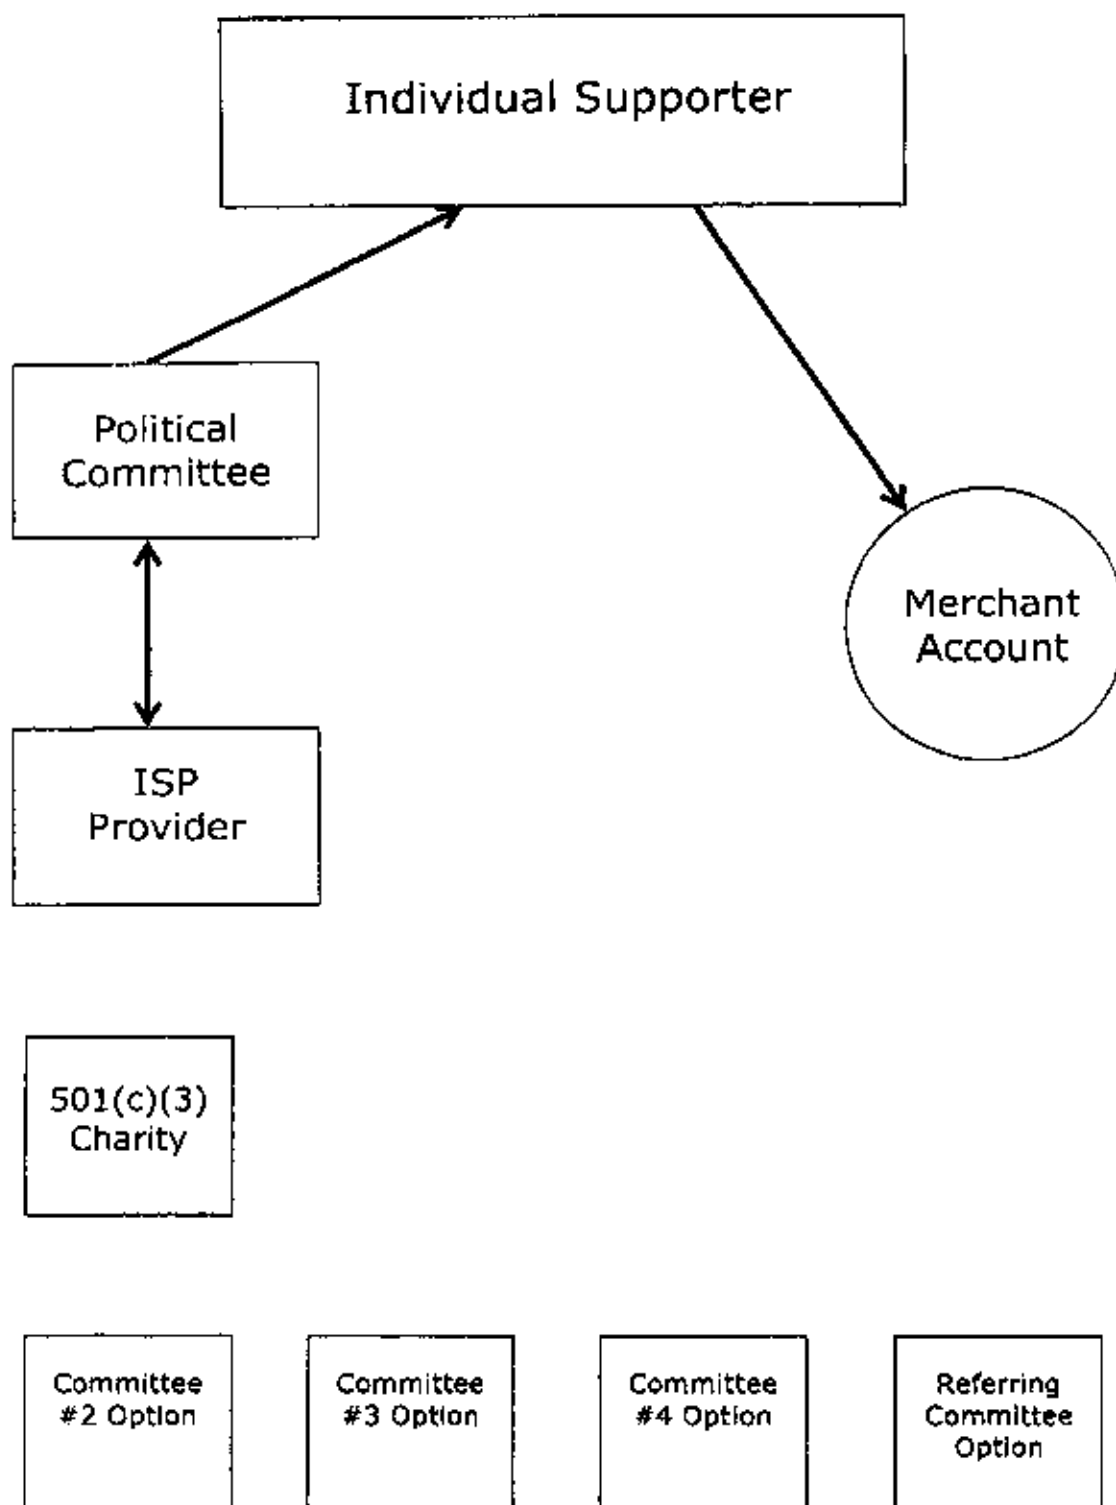 Individual Supporter
Political
Committee
Merchant
Account
ISP
Provider
501(c)(3)
Charity
Committee
#2 Option
Committee
#3 Option
Committee
#4 Option
Referring
Committee
Option